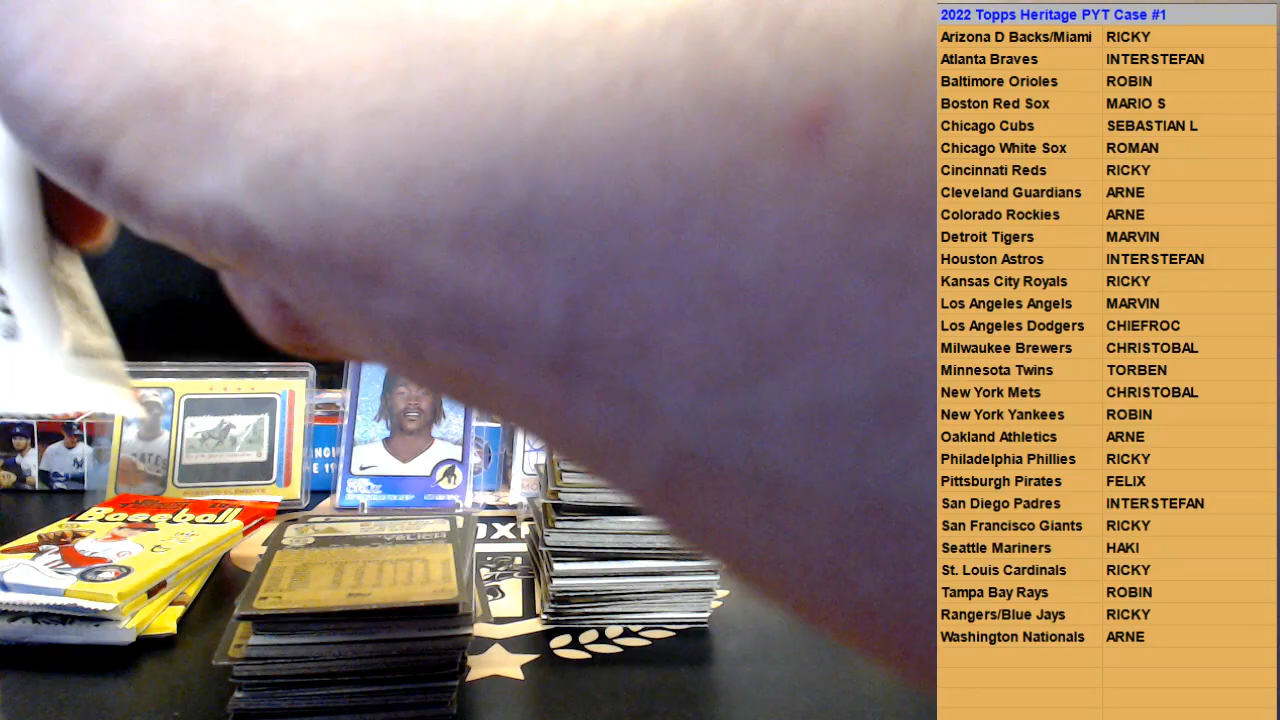 2022 Topps Heritage PYT Case #1
Arizona D Backs/Miami RICKY
Atlanta Braves INTERSTEFAN
Baltimore Orioles ROBIN
Boston Red Sox MARIO S
Chicago Cubs SEBASTIAN L
Chicago White Sox ROMAN
Cincinnati Reds RICKY
Cleveland Guardians ARNE
Colorado Rockies ARNE
Detroit Tigers MARVIN
Houston Astros INTERSTEFAN
Kansas City Royals RICKY
Los Angeles Angels MARVIN
Los Angeles Dodgers CHIEFROC
Milwaukee Brewers CHRISTOBAL
Minnesota Twins TORBEN
New York Mets CHRISTOBAL
New York Yankees ROBIN
Oakland Athletics ARNE
Philadelphia Phillies RICKY
Pittsburgh Pirates FELIX
San Diego Padres INTERSTEFAN
San Francisco Giants RICKY
Seattle Mariners HAKI
St. Louis Cardinals RICKY
Tampa Bay Rays ROBIN
Rangers/Blue Jays RICKY
Washington Nationals ARNE
Baseball
YELICH